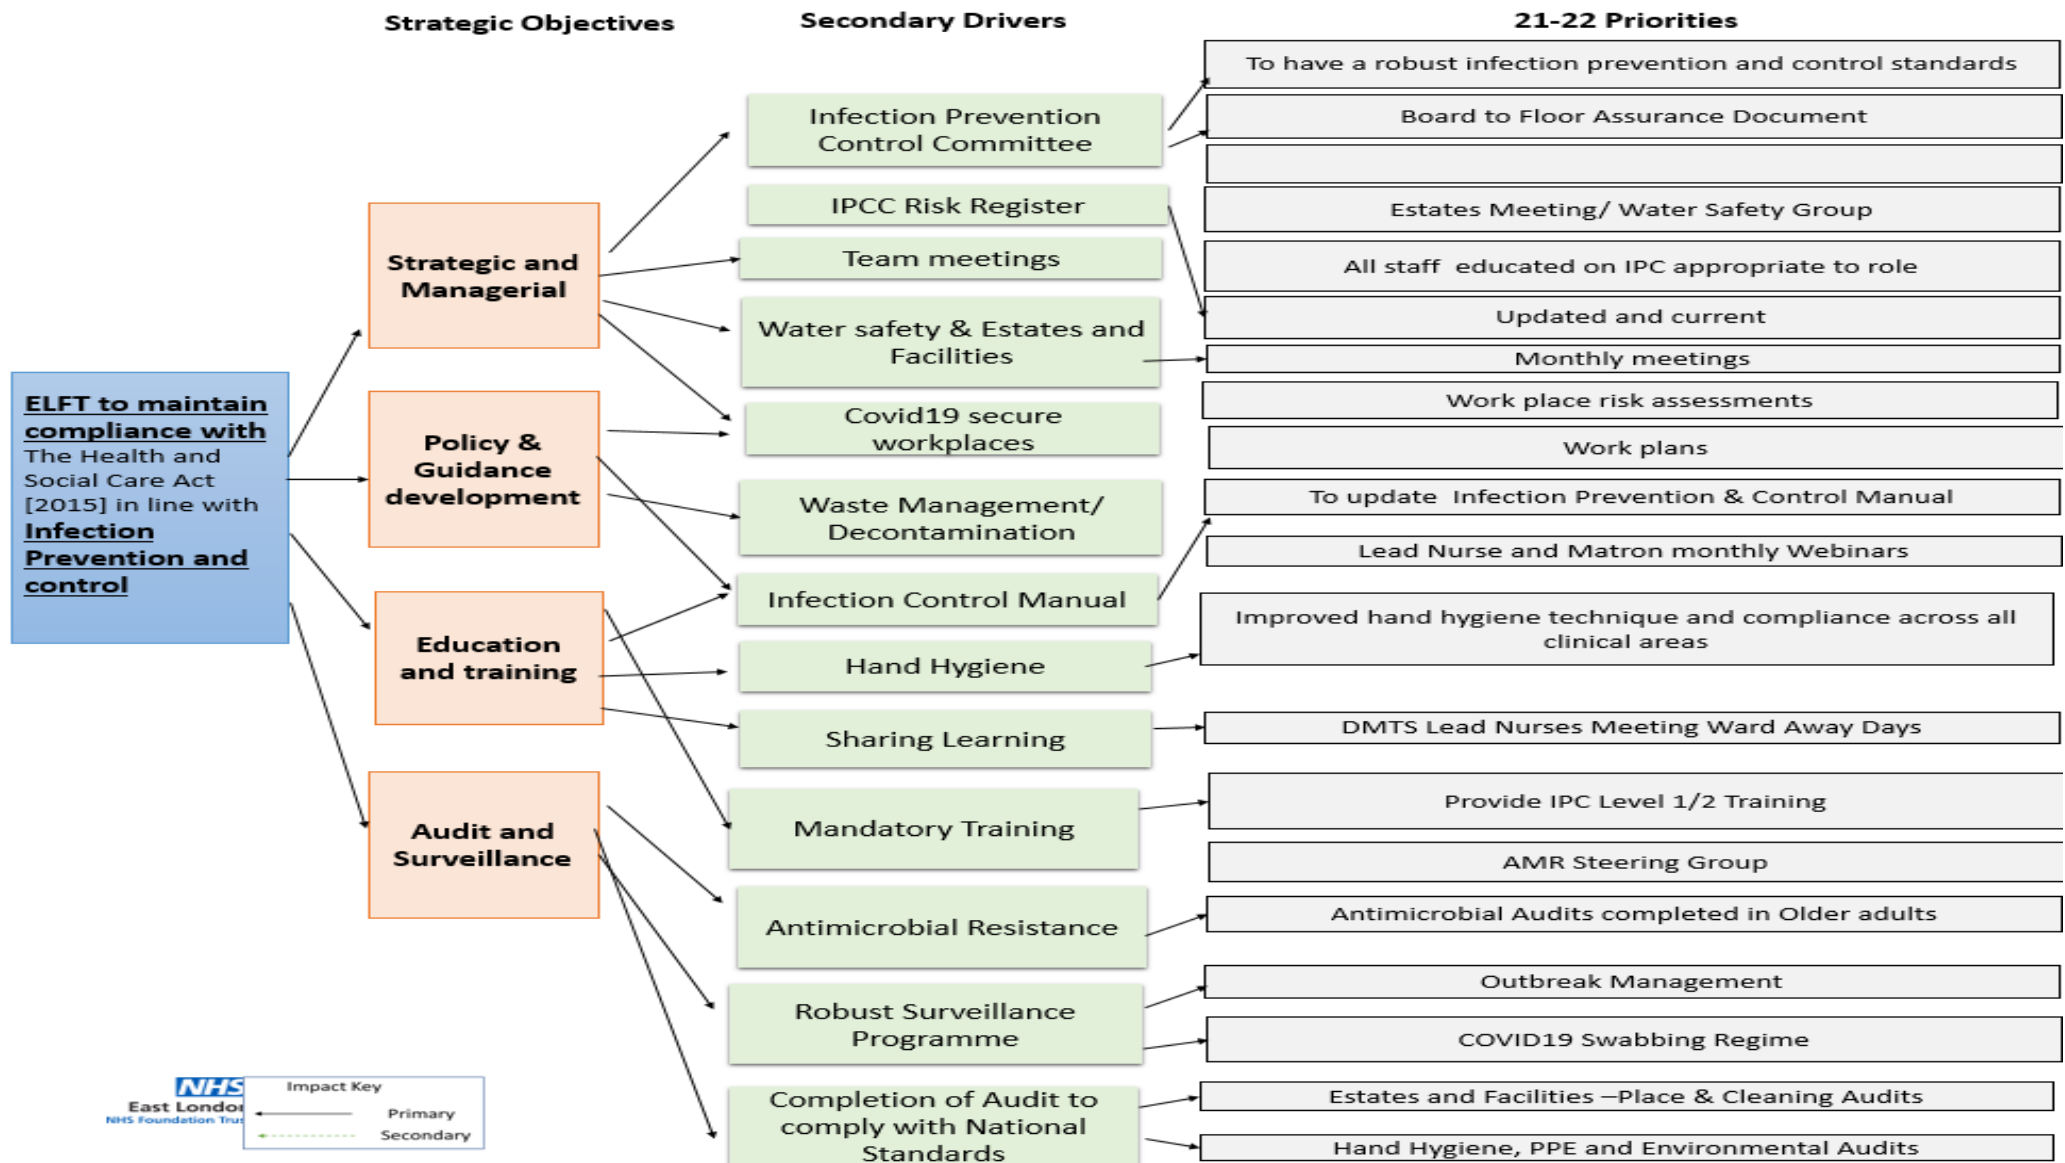 Strategic Objectives
Secondary Drivers
21-22 Priorities
ELFT to maintain
compliance with
The Health and
Social Care Act
[2015] in line with
Infection
Prevention and
control
Strategic and
Managerial
Policy &
Guidance
development
Education
and training
Audit and
Surveillance
Infection Prevention
Control Committee
IPCC Risk Register
Team meetings
Water safety & Estates and
Facilities
Covid19 secure
workplaces
Waste Management/
Decontamination
Infection Control Manual
Hand Hygiene
Sharing Learning
Mandatory Training
Antimicrobial Resistance
Robust Surveillance
Programme
Completion of Audit to
comply with National
Standards
To have a robust infection prevention and control standards
Board to Floor Assurance Document
Estates Meeting/ Water Safety Group
All staff educated on IPC appropriate to role
Updated and current
Monthly meetings
Work place risk assessments
Work plans
To update Infection Prevention & Control Manual
Lead Nurse and Matron monthly Webinars
Improved hand hygiene technique and compliance across all
clinical areas
DMTS Lead Nurses Meeting Ward Away Days
Provide IPC Level 1/2 Training
AMR Steering Group
Antimicrobial Audits completed in Older adults
Outbreak Management
COVID19 Swabbing Regime
Estates and Facilities –Place & Cleaning Audits
Hand Hygiene, PPE and Environmental Audits
NHS
East Londo
NHS Foundation Trus
Impact Key
Primary
Secondary